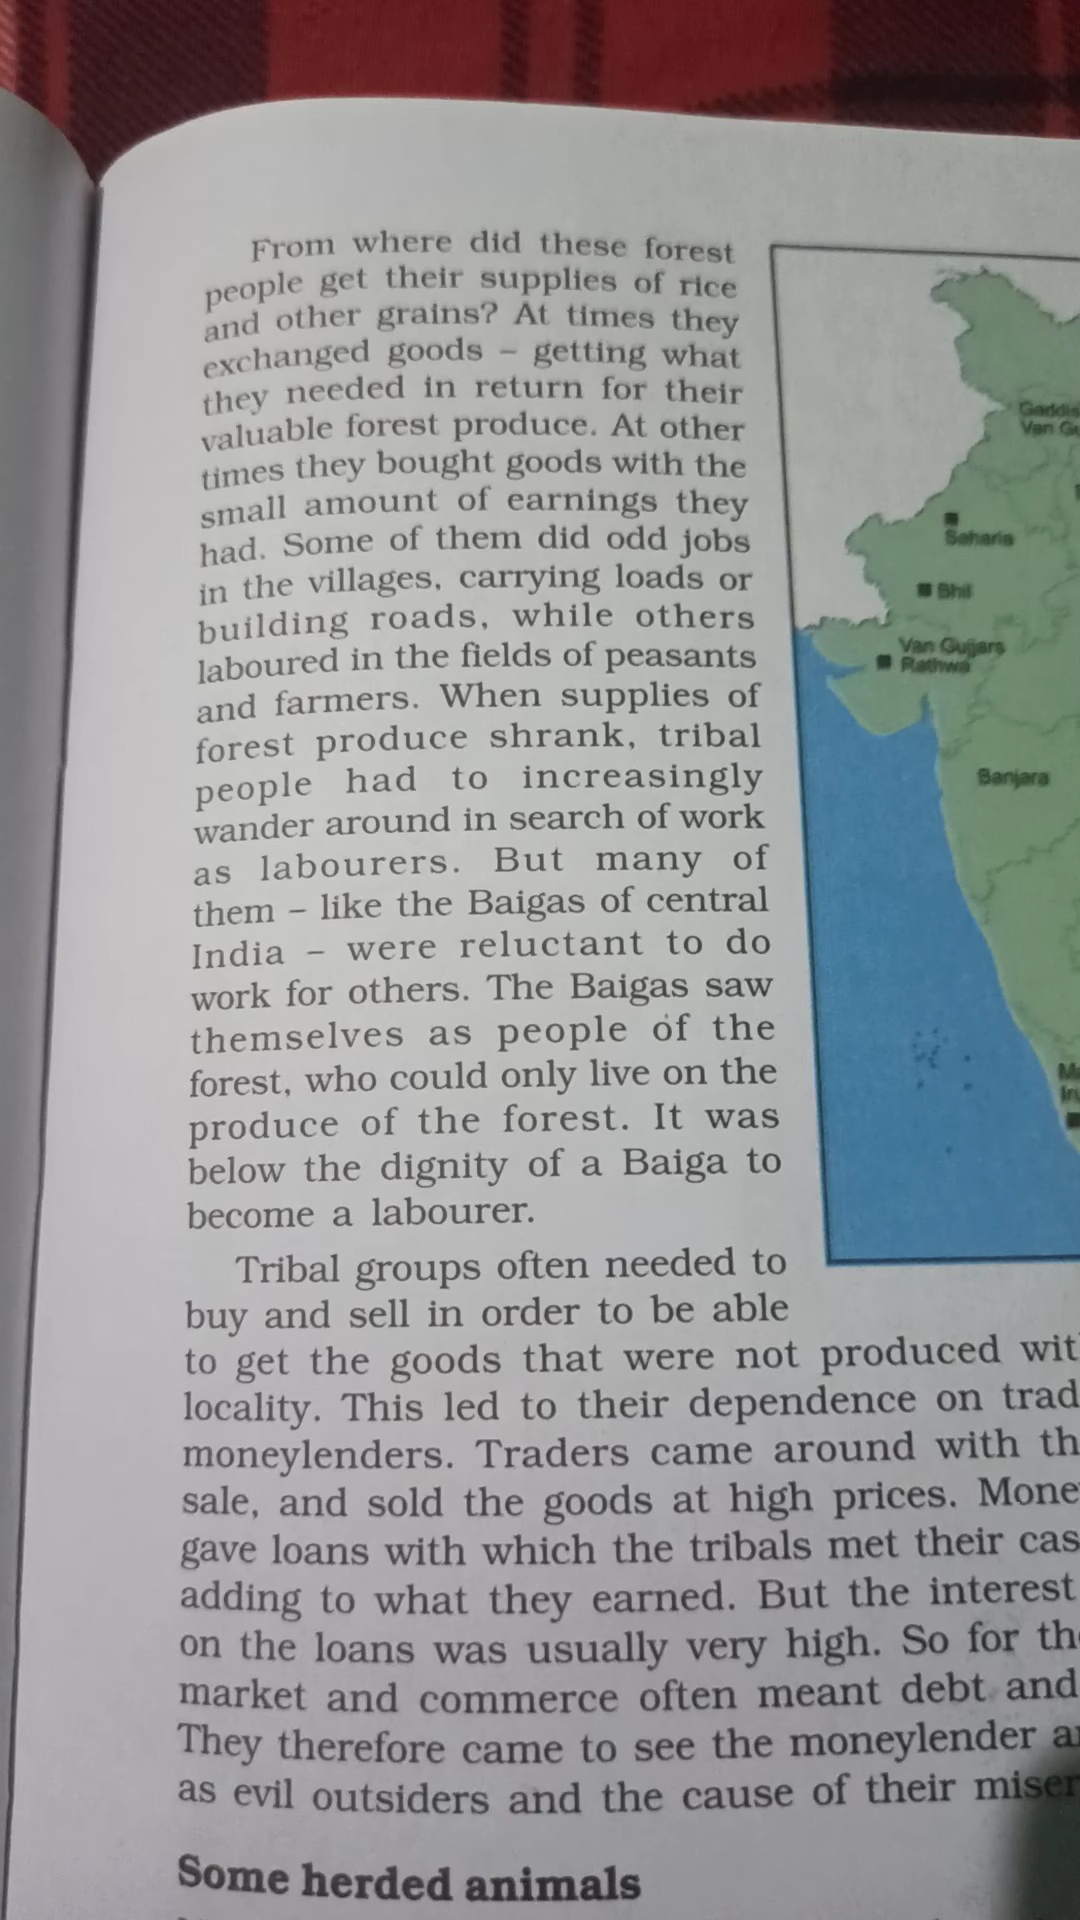 From where did these forest
people get their supplies of rice
and other grains? At times they
exchanged goods – getting what
they needed in return for their
valuable forest produce. At other
times they bought goods with the
small amount of earnings they
had. Some of them did odd jobs
in the villages, carrying loads or
building roads, while others
laboured in the fields of peasants
and farmers. When supplies of
forest produce shrank, tribal
people had to increasingly
wander around in search of work
as labourers. But many of
them – like the Baigas of central
India – were reluctant to do
work for others. The Baigas saw
themselves as people of the
forest, who could only live on the
produce of the forest. It was
below the dignity of a Baiga to
become a labourer.
Tribal groups often needed to
buy and sell in order to be able
to get the goods that were not produced wit
locality. This led to their dependence on trad
moneylenders. Traders came around with th
sale, and sold the goods at high prices. Mone
gave loans with which the tribals met their cas
adding to what they earned. But the interest
on the loans was usually very high. So for th
market and commerce often meant debt and
They therefore came to see the moneylender a
as evil outsiders and the cause of their miser
Some herded animals
Gaddis
Van Gu
Saharia
Bhil
Van Gujjars
Rathwa
Banjara